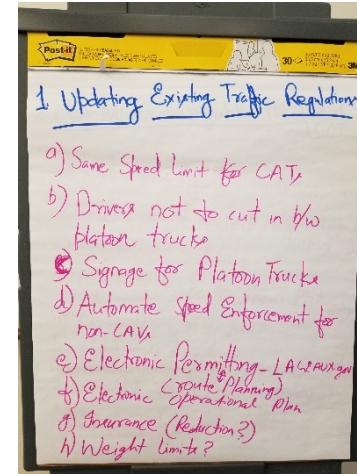 Post-it
30
3M
1. Updating Existing Traffic Regulations
a) Same Speed Limit for CATs
b) Drivers not to cut in b/w
platoon trucks
c) Signage for Platoon Trucks
d) Automate speed Enforcement for
non-CAVs
e) Electronic Permitting -
(route Planning)
f) Electronic operational plan
g) Insurance (Reduction?)
h) Weight limits?